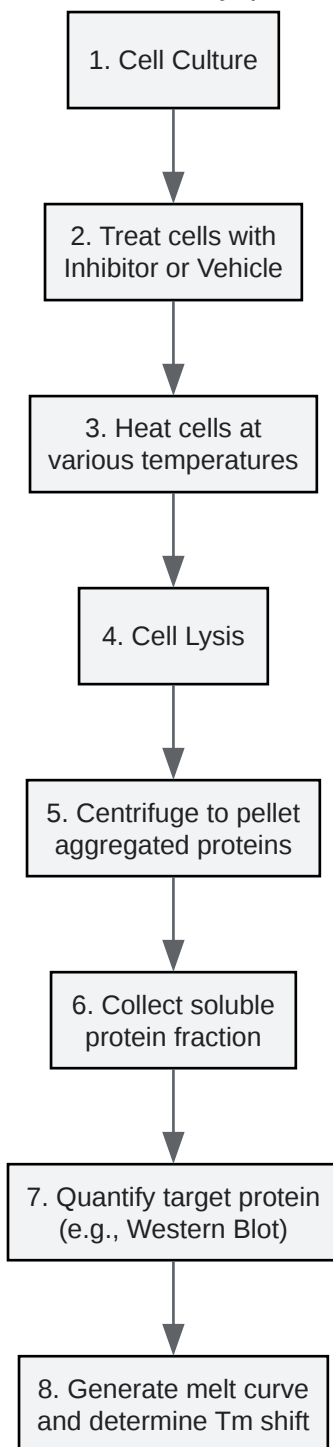 1. Cell Culture
2. Treat cells with
Inhibitor or Vehicle
3. Heat cells at
various temperatures
4. Cell Lysis
5. Centrifuge to pellet
aggregated proteins
6. Collect soluble
protein fraction
7. Quantify target protein
(e.g., Western Blot)
8. Generate melt curve
and determine Tm shift